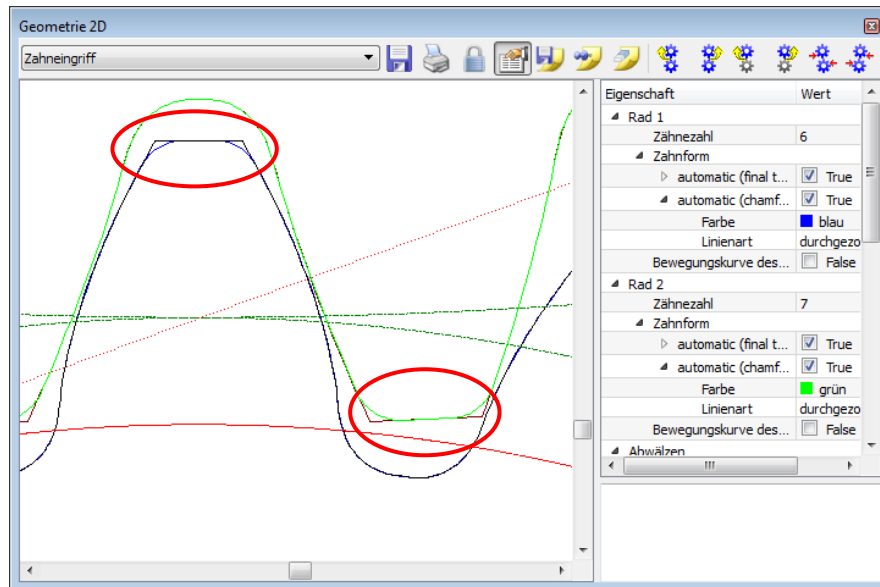 Geometrie 2D
Zahneingriff
Eigenschaft Wert
Rad 1
Zähnezahl 6
Zahnform
automatic (final t... True
automatic (chamf... True
Farbe blau
Linienart durchgezo
Bewegungskurve des... False
Rad 2
Zähnezahl 7
Zahnform
automatic (final t... True
automatic (chamf... True
Farbe grün
Linienart durchgezo
Bewegungskurve des... False
Abwälzen